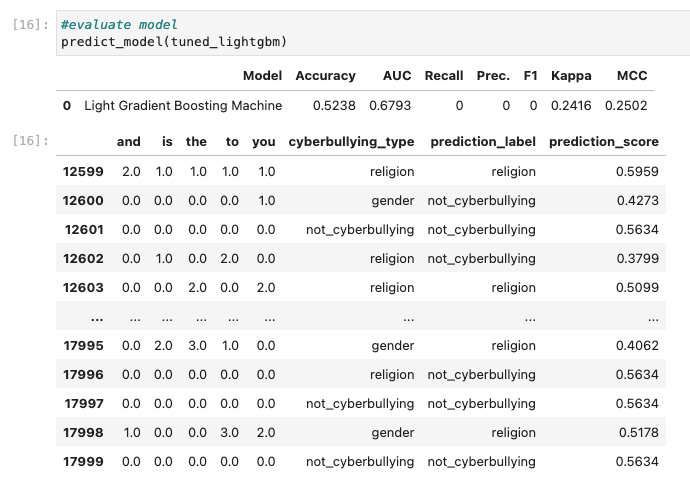 [16]: #evaluate model
predict_model(tuned_lightgbm)
Model Accuracy AUC Recall Prec. F1 Kappa MCC
0 Light Gradient Boosting Machine 0.5238 0.6793 0 0 0 0.2416 0.2502
[16]: and is the to you cyberbullying_type prediction_label prediction_score
12599 2.0 1.0 1.0 1.0 1.0 religion religion 0.5959
12600 0.0 0.0 0.0 0.0 1.0 gender not_cyberbullying 0.4273
12601 0.0 0.0 0.0 0.0 0.0 not_cyberbullying not_cyberbullying 0.5634
12602 0.0 1.0 0.0 2.0 0.0 religion not_cyberbullying 0.3799
12603 0.0 0.0 2.0 0.0 2.0 religion religion 0.5099
... ... ... ... ... ... ... ... ...
17995 0.0 2.0 3.0 1.0 0.0 gender religion 0.4062
17996 0.0 0.0 0.0 0.0 0.0 religion not_cyberbullying 0.5634
17997 0.0 0.0 0.0 0.0 0.0 not_cyberbullying not_cyberbullying 0.5634
17998 1.0 0.0 0.0 3.0 2.0 gender religion 0.5178
17999 0.0 0.0 0.0 0.0 0.0 not_cyberbullying not_cyberbullying 0.5634